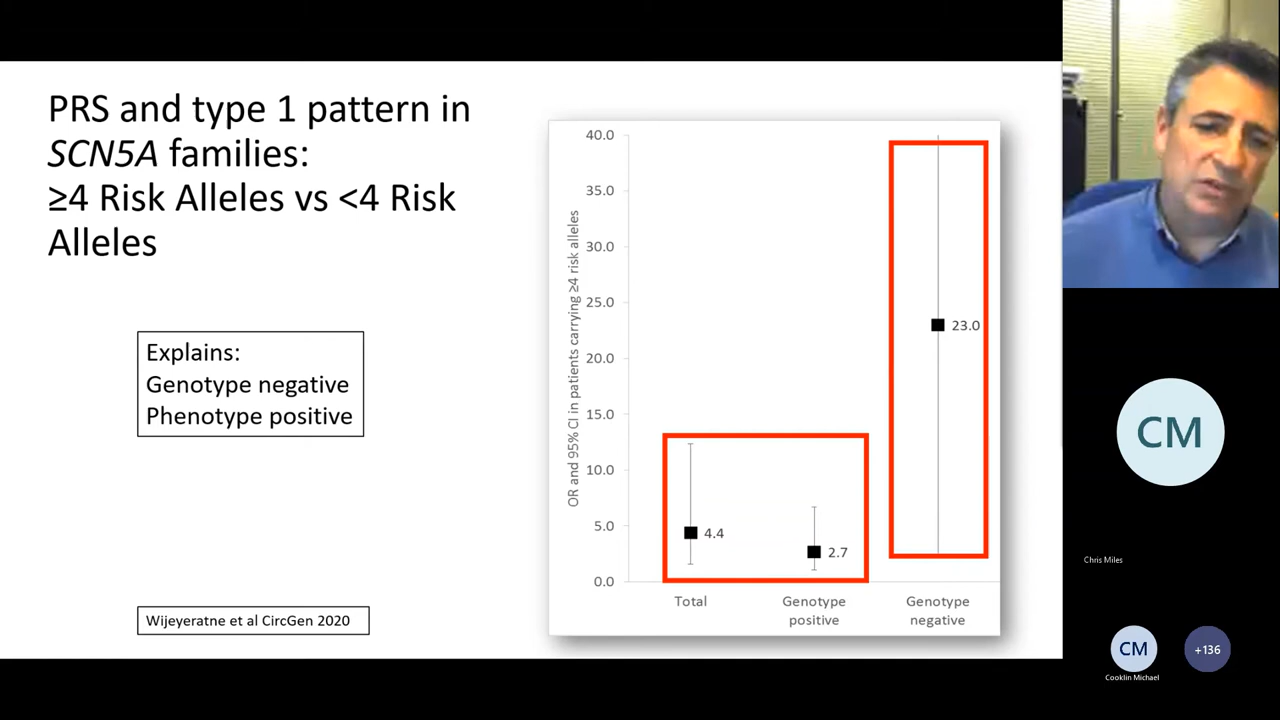 PRS and type 1 pattern in
SCN5A families:
≥4 Risk Alleles vs <4 Risk
Alleles
Explains:
Genotype negative
Phenotype positive
Wijeyeratne et al CircGen 2020
OR and 95% CI in patients carrying ≥4 risk alleles
40.0
35.0
30.0
25.0
20.0
15.0
10.0
5.0
0.0
4.4
2.7
23.0
Total
Genotype
positive
Genotype
negative
CM
Chris Miles
CM
Cooklin Michael
+136